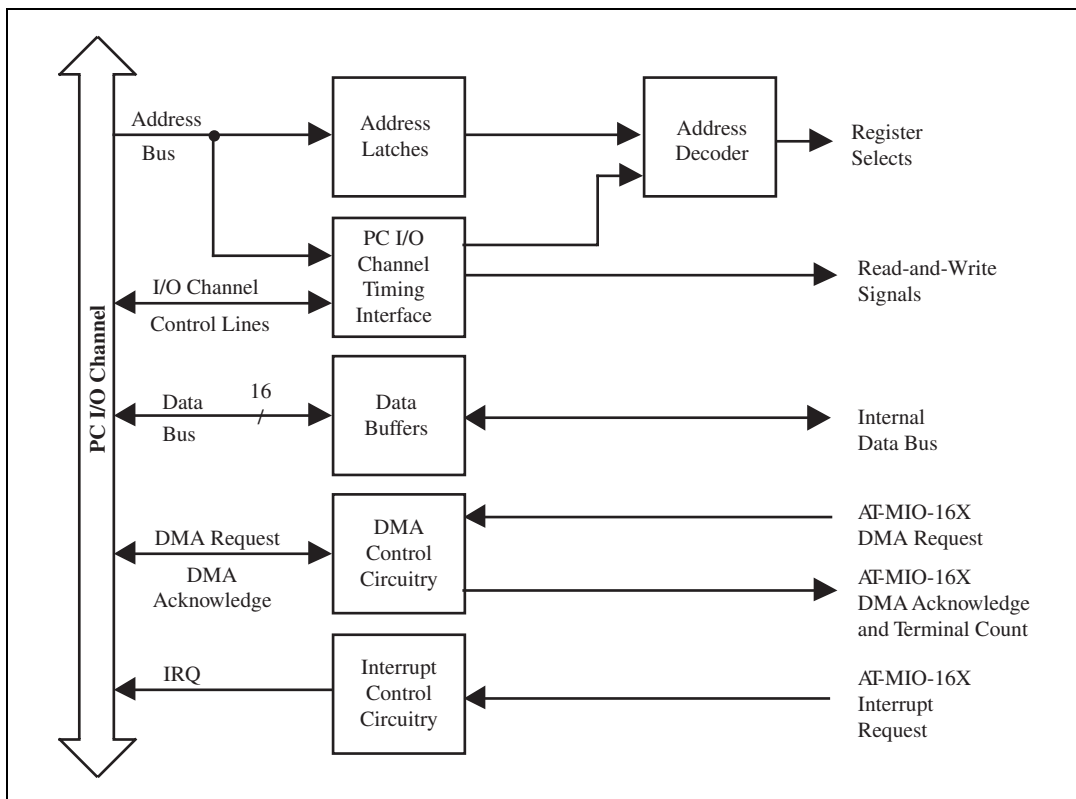 PC I/O Channel
Address
Bus
Address
Latches
Address
Decoder
Register
Selects
I/O Channel
Control Lines
PC I/O
Channel
Timing
Interface
Read-and-Write
Signals
Data
Bus
16
/
Data
Buffers
Internal
Data Bus
DMA Request
DMA
Acknowledge
DMA
Control
Circuitry
AT-MIO-16X
DMA Request
AT-MIO-16X
DMA Acknowledge
and Terminal Count
IRQ
Interrupt
Control
Circuitry
AT-MIO-16X
Interrupt
Request